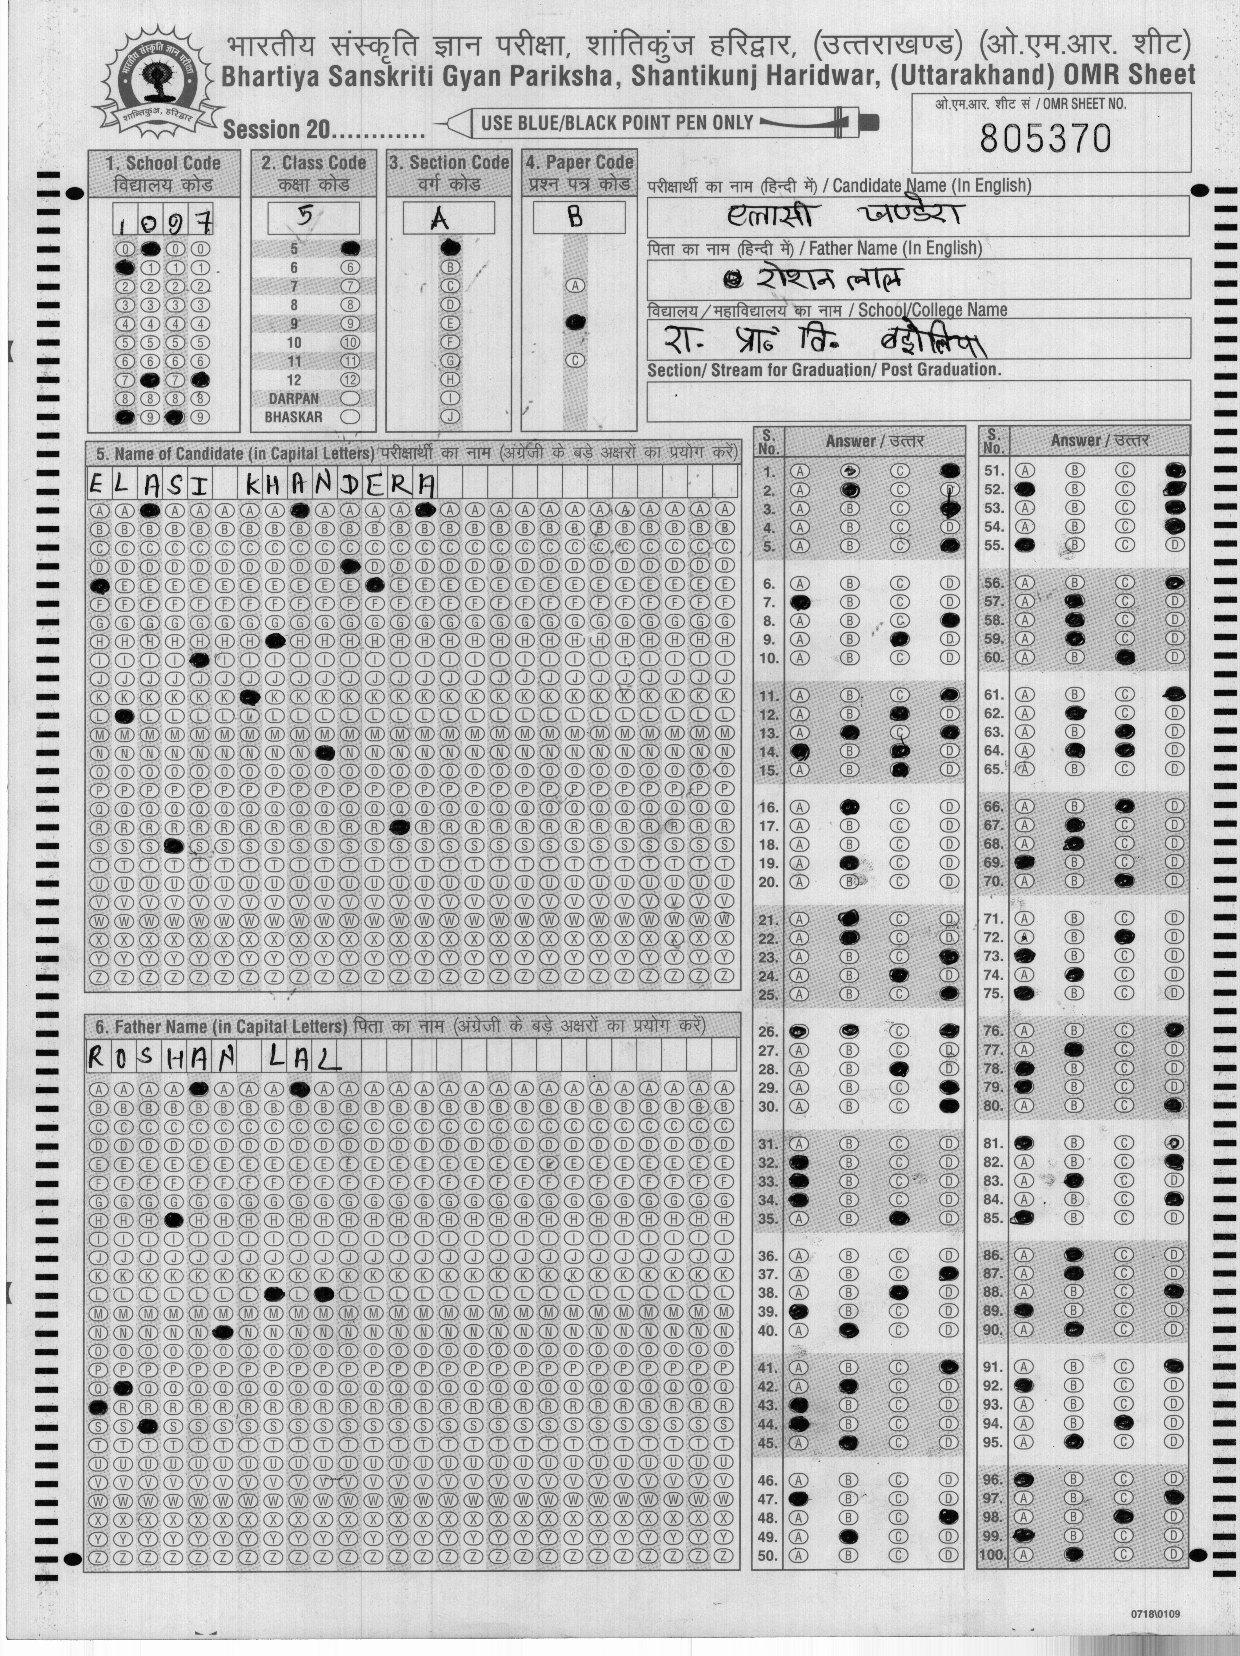 भारतीय संस्कृति ज्ञान परीक्षा, शांतिकुंज हरिद्वार, (उत्तराखण्ड) (ओ.एम.आर. शीट)
Bhartiya Sanskriti Gyan Pariksha, Shantikunj Haridwar, (Uttarakhand) OMR Sheet
Session 20............
USE BLUE/BLACK POINT PEN ONLY
ओ.एम.आर. शीट सं / OMR SHEET NO.
805370
1. School Code
विद्यालय कोड
1097
2. Class Code
कक्षा कोड
5
3. Section Code
वर्ग कोड
A
4. Paper Code
प्रश्न पत्र कोड
B
5
6
7
8
9
10
11
12
DARPAN
BHASKAR
परीक्षार्थी का नाम (हिन्दी में) / Candidate Name (In English)
एलासी खण्डेरा
पिता का नाम (हिन्दी में) / Father Name (In English)
रोशन लाल
विद्यालय/महाविद्यालय का नाम / School/College Name
रा. प्रा. वि.
Section/ Stream for Graduation/ Post Graduation.
5. Name of Candidate (in Capital Letters) परीक्षार्थी का नाम (अंग्रेजी के बड़े अक्षरों का प्रयोग करें)
ELASI KHANDERA
6. Father Name (in Capital Letters) पिता का नाम (अंग्रेजी के बड़े अक्षरों का प्रयोग करें)
ROSHAN LAL
S. No. Answer / उत्तर
S. No. Answer / उत्तर
0718\0109